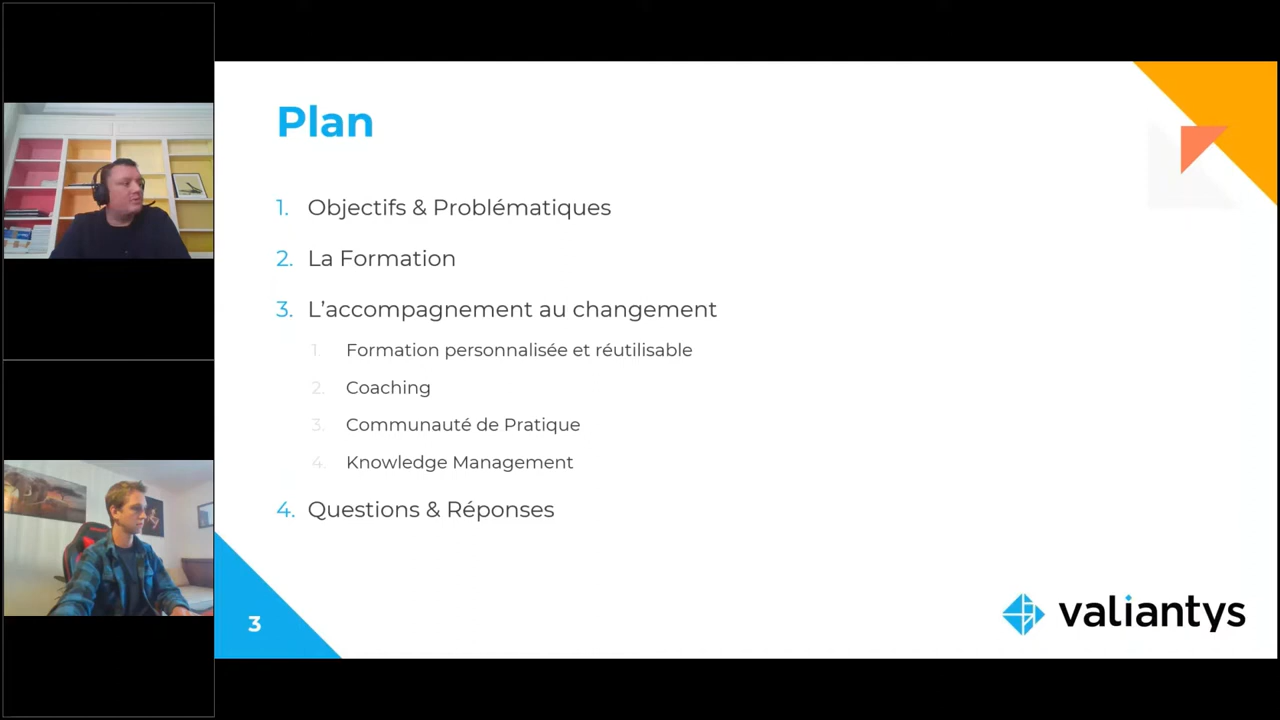 Plan
1. Objectifs & Problématiques
2. La Formation
3. L’accompagnement au changement
1. Formation personnalisée et réutilisable
2. Coaching
3. Communauté de Pratique
4. Knowledge Management
4. Questions & Réponses
3
valiantys